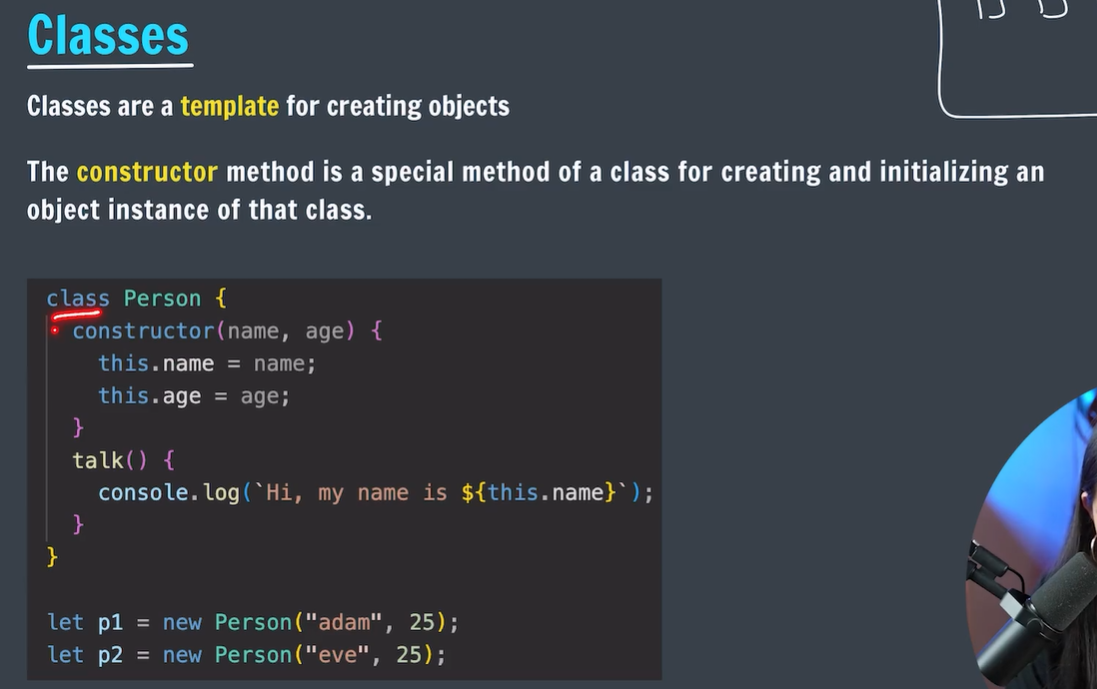 Classes
Classes are a template for creating objects
The constructor method is a special method of a class for creating and initializing an
object instance of that class.
class Person {
  constructor(name, age) {
    this.name = name;
    this.age = age;
  }
  talk() {
    console.log(`Hi, my name is ${this.name}`);
  }
}

let p1 = new Person("adam", 25);
let p2 = new Person("eve", 25);